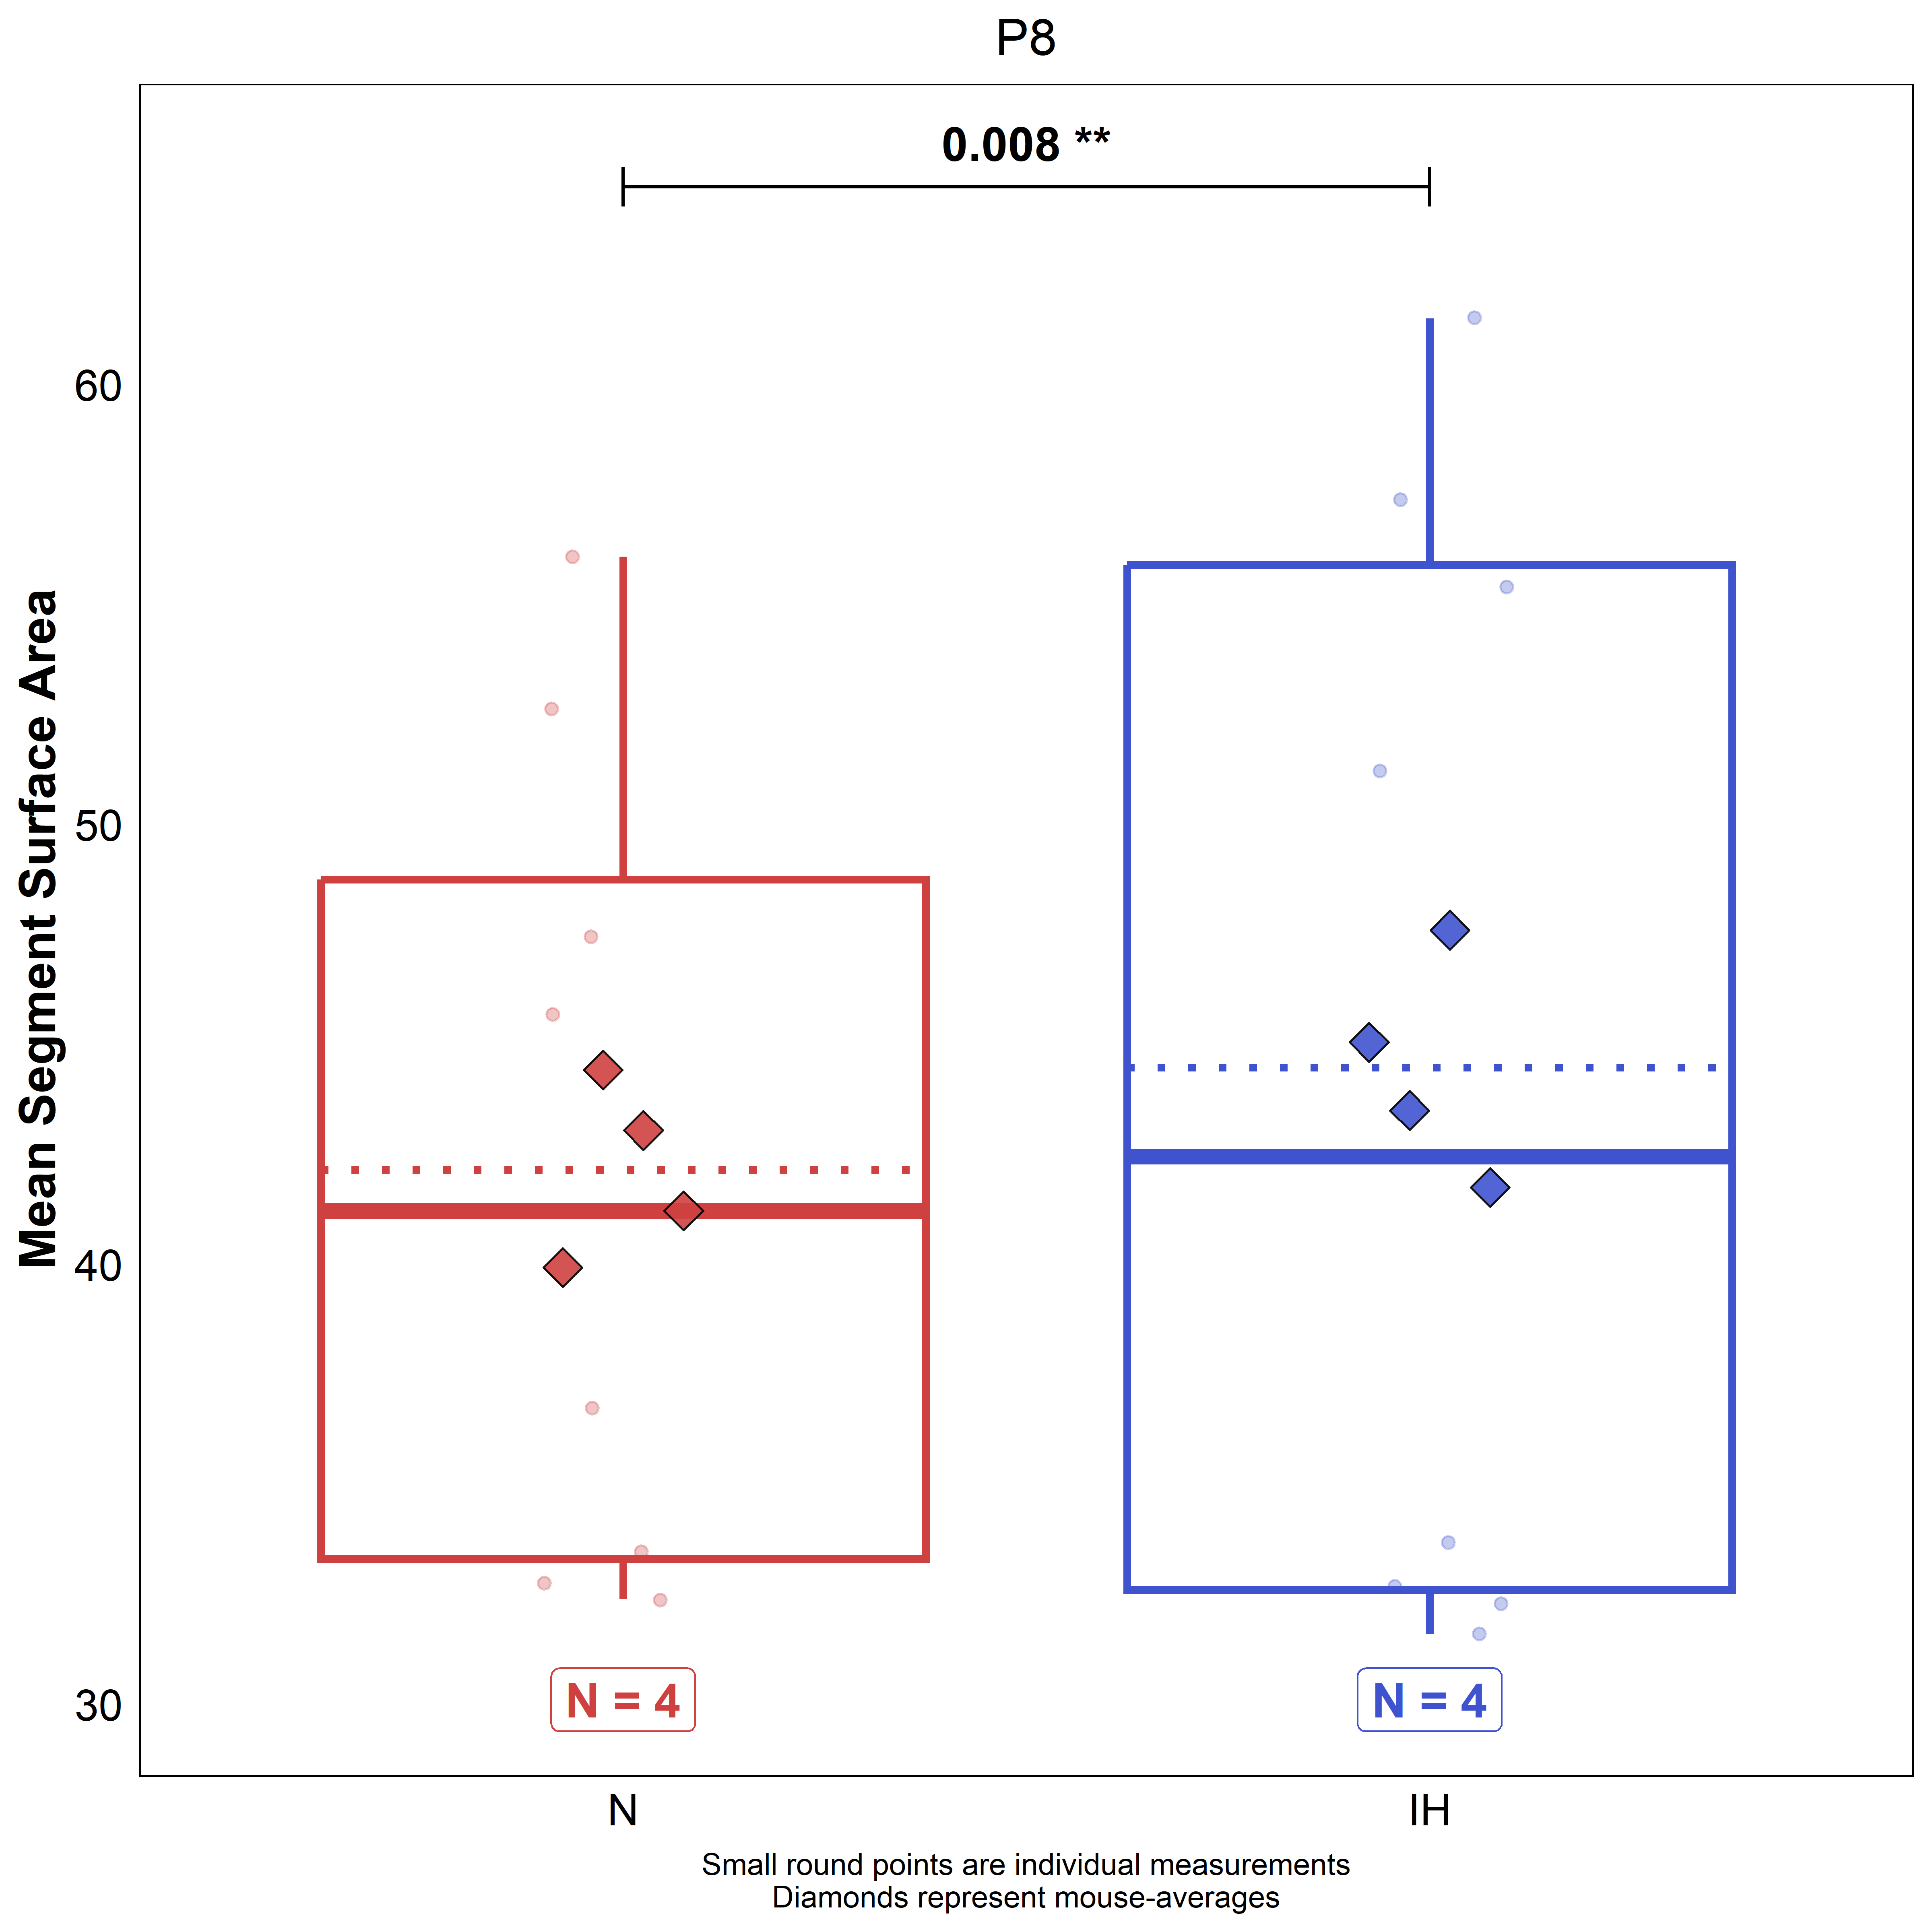 P8
0.008 **
Mean Segment Surface Area
60
50
40
30
N = 4
N = 4
N
IH
Small round points are individual measurements
Diamonds represent mouse-averages